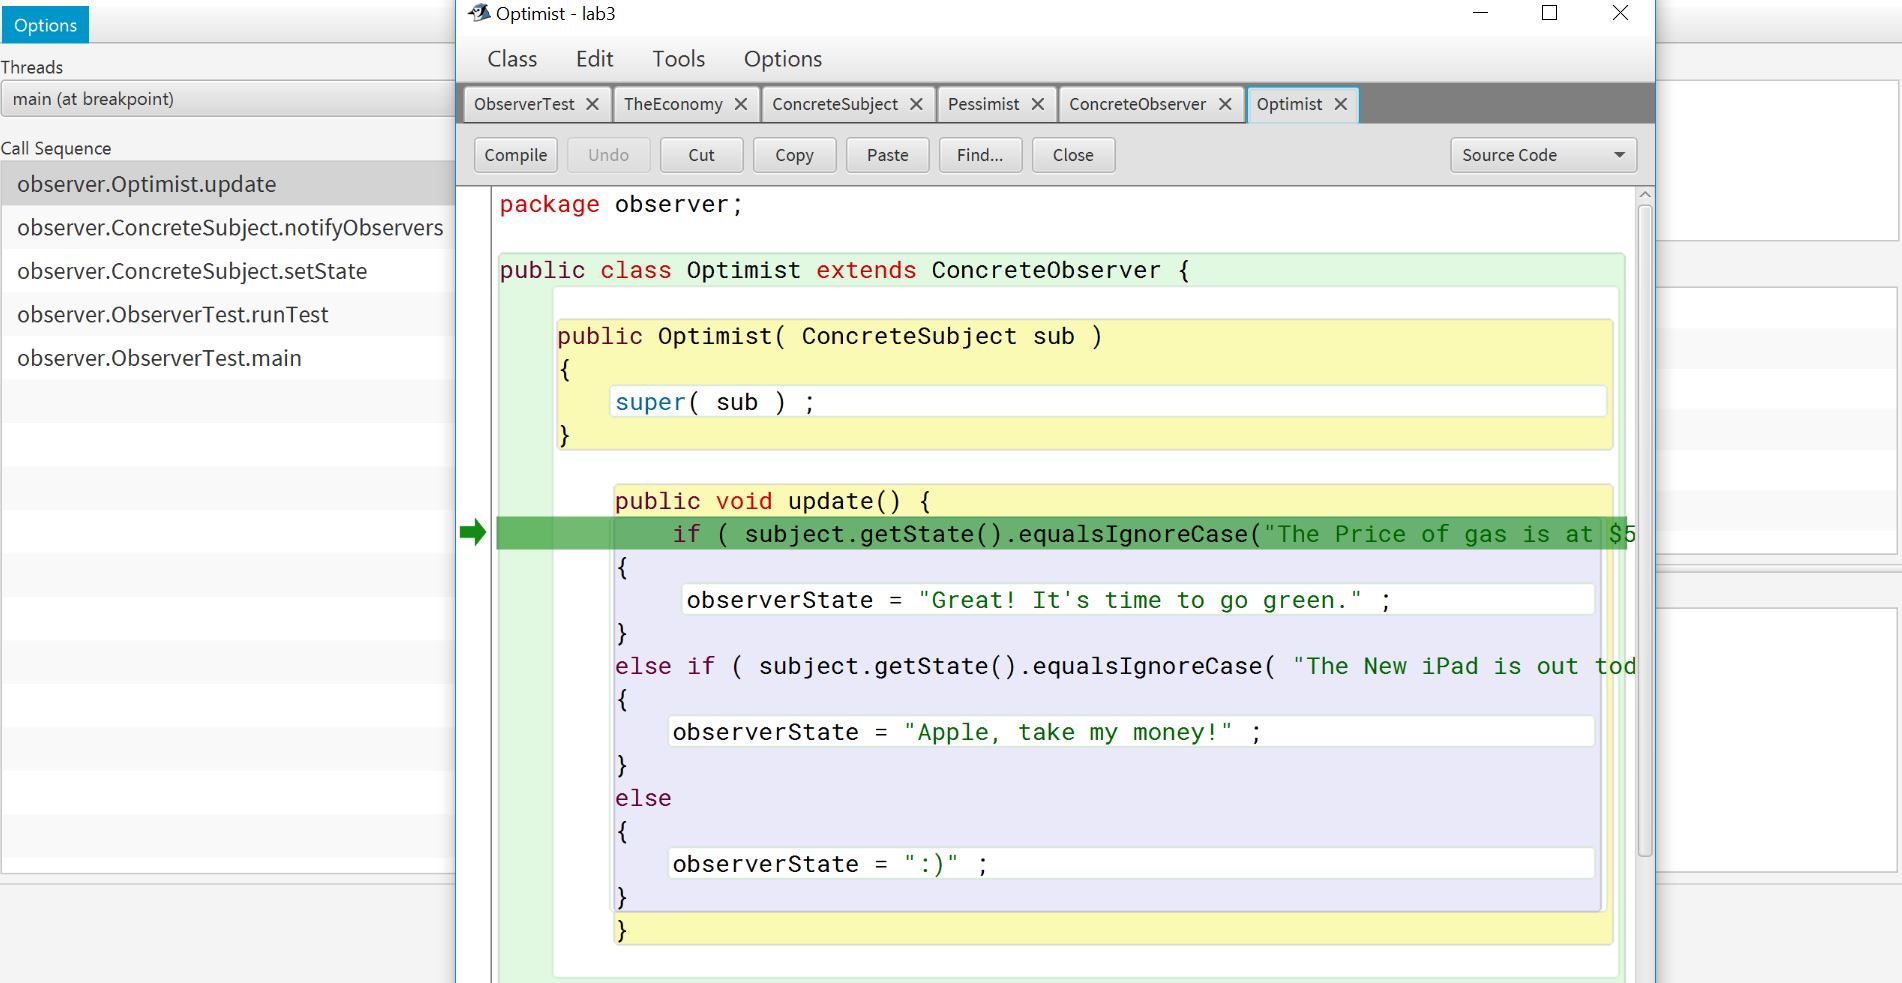 Options
Threads
main (at breakpoint)
Call Sequence
observer.Optimist.update
observer.ConcreteSubject.notifyObservers
observer.ConcreteSubject.setState
observer.ObserverTest.runTest
observer.ObserverTest.main
Optimist - lab3
Class Edit Tools Options
ObserverTest TheEconomy ConcreteSubject Pessimist ConcreteObserver Optimist
Compile Undo Cut Copy Paste Find... Close Source Code
package observer;
public class Optimist extends ConcreteObserver {
public Optimist( ConcreteSubject sub )
{
super( sub ) ;
}
public void update() {
if ( subject.getState().equalsIgnoreCase("The Price of gas is at $5
{
observerState = "Great! It's time to go green." ;
}
else if ( subject.getState().equalsIgnoreCase( "The New iPad is out tod
{
observerState = "Apple, take my money!" ;
}
else
{
observerState = ":)" ;
}
}